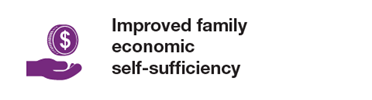 $
Improved family
economic
self-sufficiency